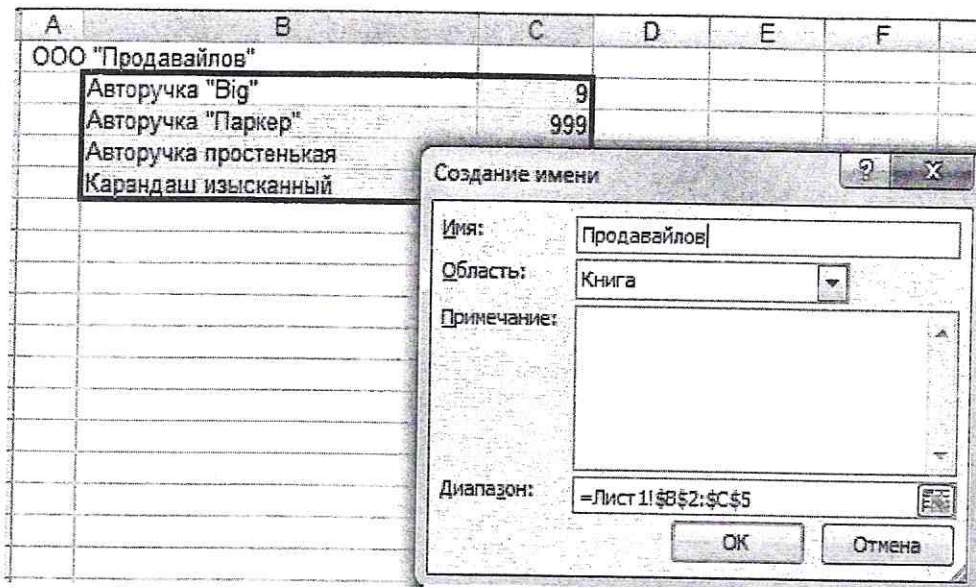 A B C D E F
ООО "Продавайлов"
Авторучка "Big" 9
Авторучка "Паркер" 999
Авторучка простенькая
Карандаш изысканный
Создание имени
Имя: Продавайлов
Область: Книга
Примечание:
Диапазон: =Лист1!$B$2:$C$5
ОК Отмена